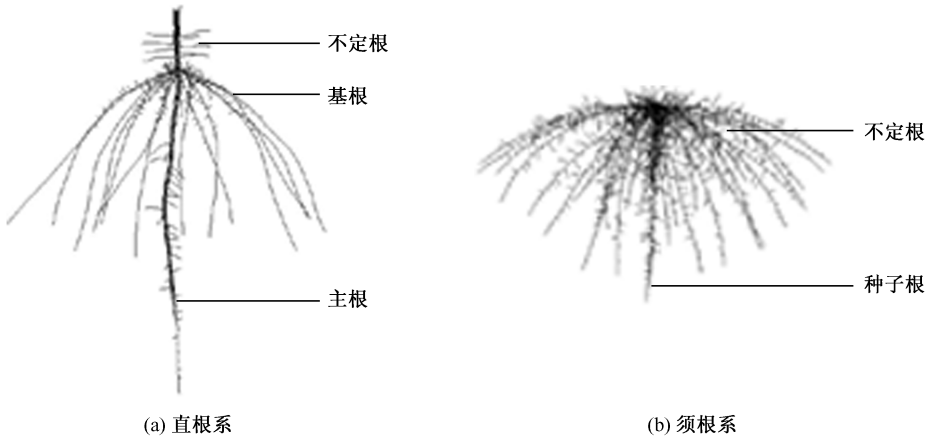 不定根
基根
主根
(a) 直根系
不定根
种子根
(b) 须根系